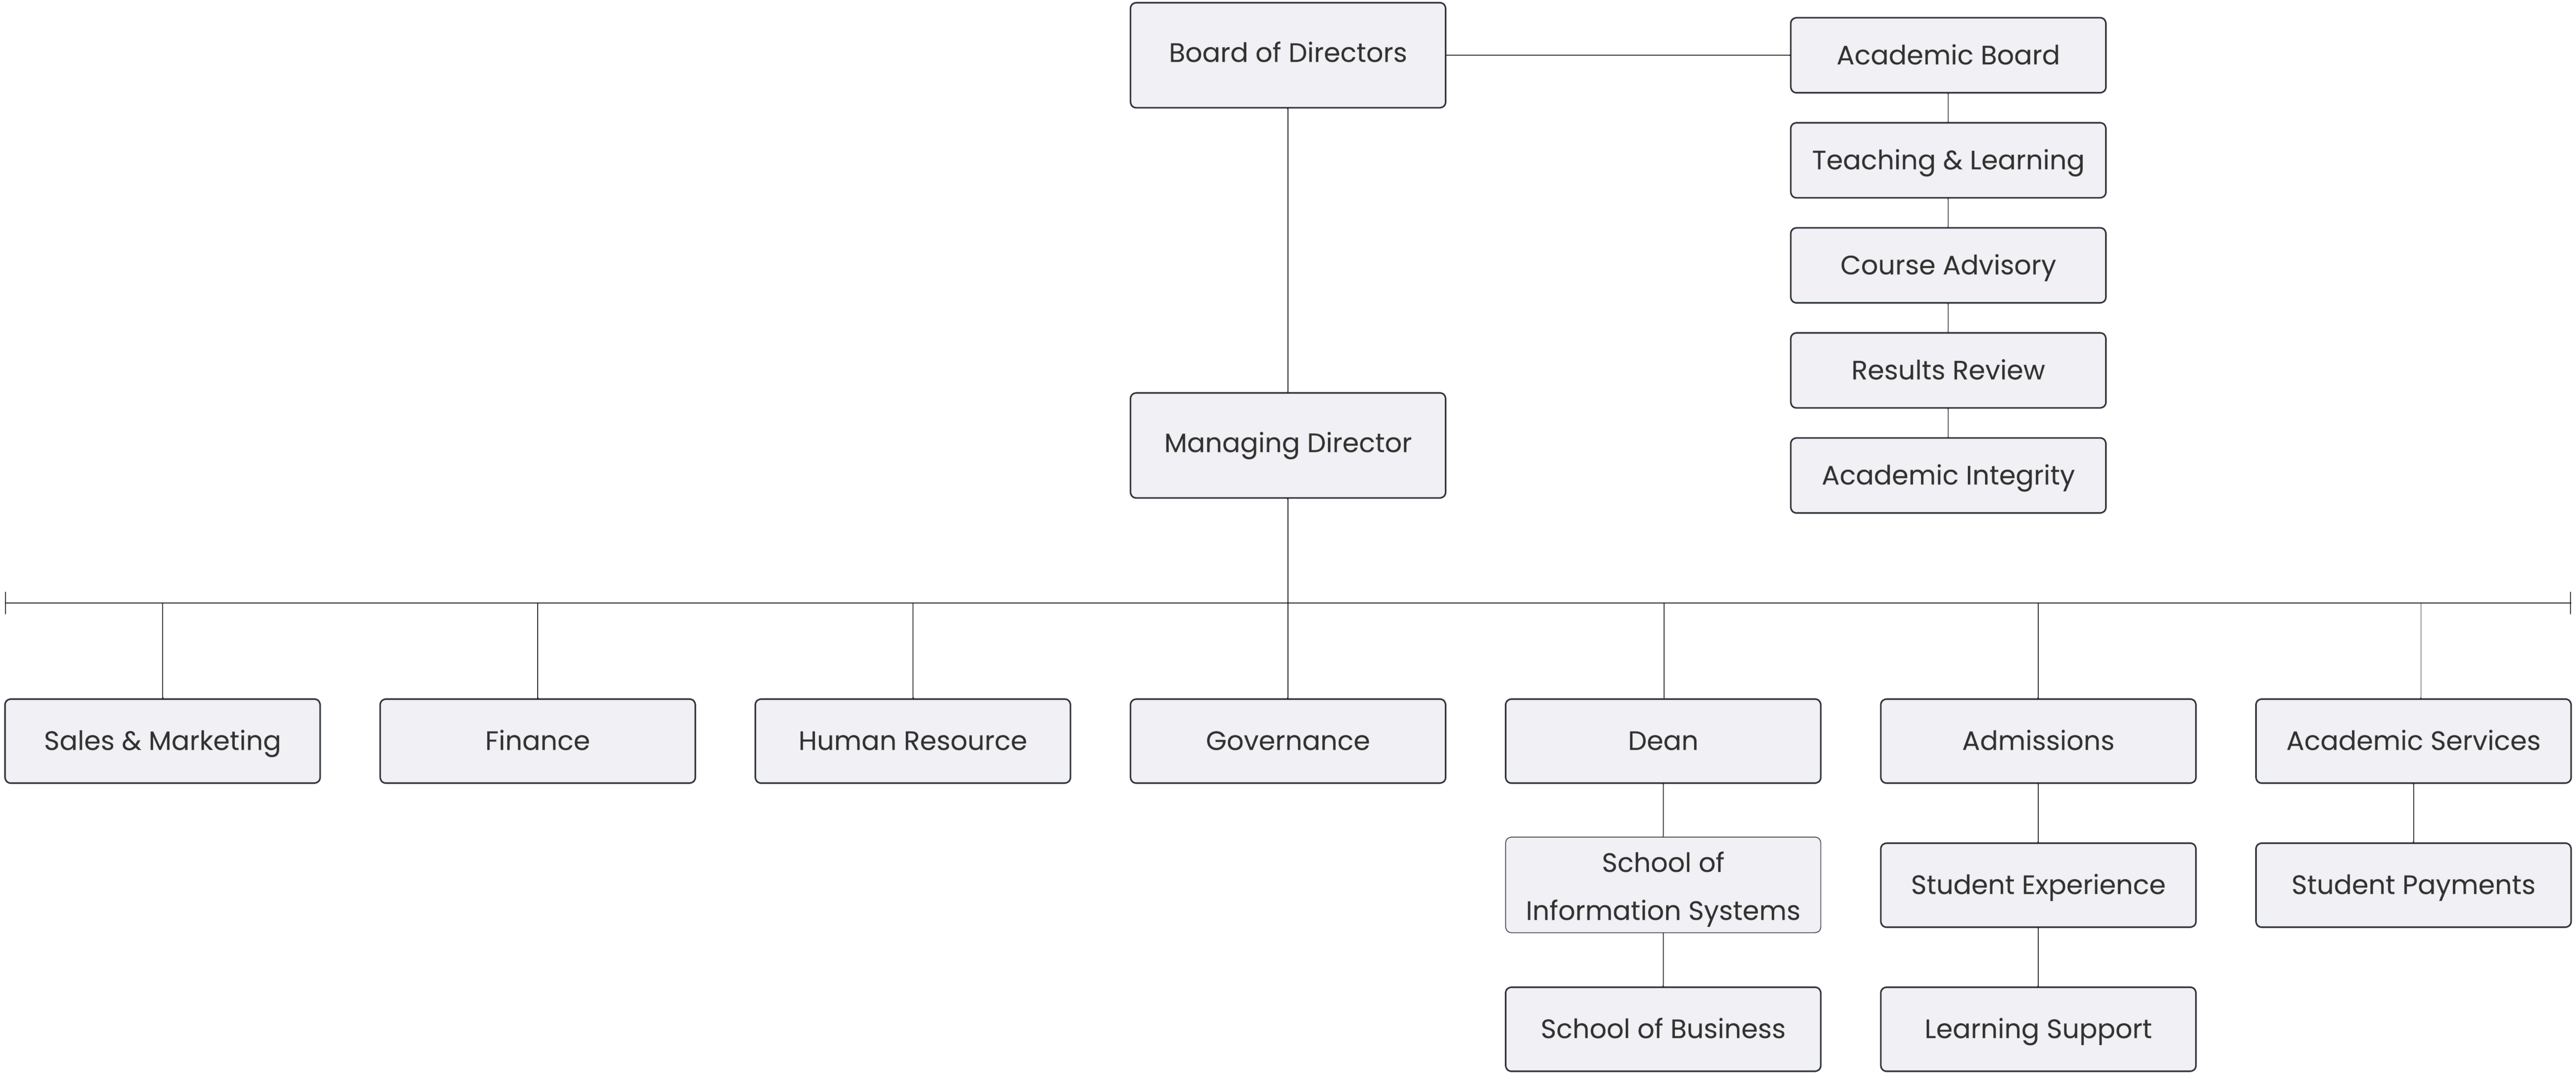 Board of Directors
Academic Board
Teaching & Learning
Course Advisory
Results Review
Managing Director
Academic Integrity
Sales & Marketing
Finance
Human Resource
Governance
Dean
Admissions
Academic Services
School of
Information Systems
Student Experience
Student Payments
School of Business
Learning Support